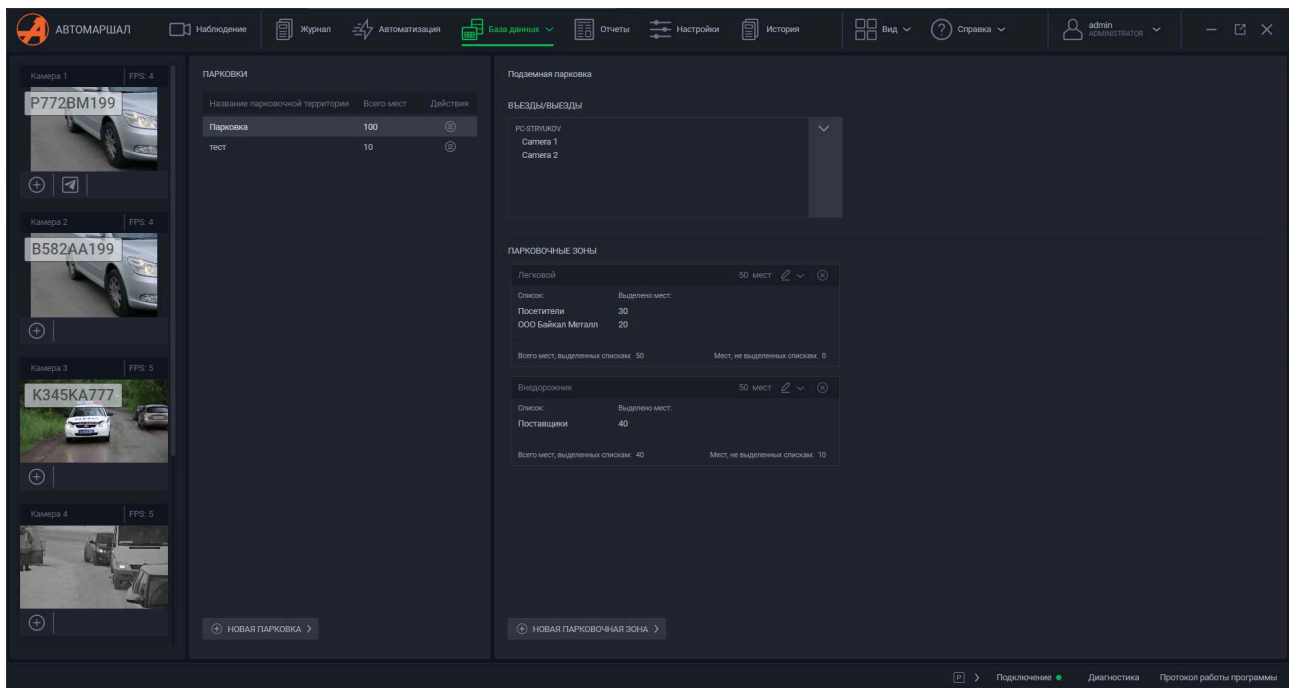 АВТОМАРШАЛ Наблюдение Журнал Автоматизация База данных Отчеты Настройки История Вид Справка admin
ADMINISTRATOR
Камера 1 FPS: 4
P772BM199
Камера 2 FPS: 4
B582AA199
Камера 3 FPS: 5
K345KA777
Камера 4 FPS: 5
ПАРКОВКИ
Название парковочной территории Всего мест Действия
Парковка 100
тест 10
НОВАЯ ПАРКОВКА
Подземная парковка
ВЪЕЗДЫ/ВЫЕЗДЫ
PC-STRYUKOV
Camera 1
Camera 2
ПАРКОВОЧНЫЕ ЗОНЫ
Легковой 50 мест
Список: Выделено мест:
Посетители 30
ООО Байкал Металл 20
Всего мест, выделенных спискам: 50 Мест, не выделенных спискам: 0
Внедорожник 50 мест
Список: Выделено мест:
Поставщики 40
Всего мест, выделенных спискам: 40 Мест, не выделенных спискам: 10
НОВАЯ ПАРКОВОЧНАЯ ЗОНА
P Подключение Диагностика Протокол работы программы